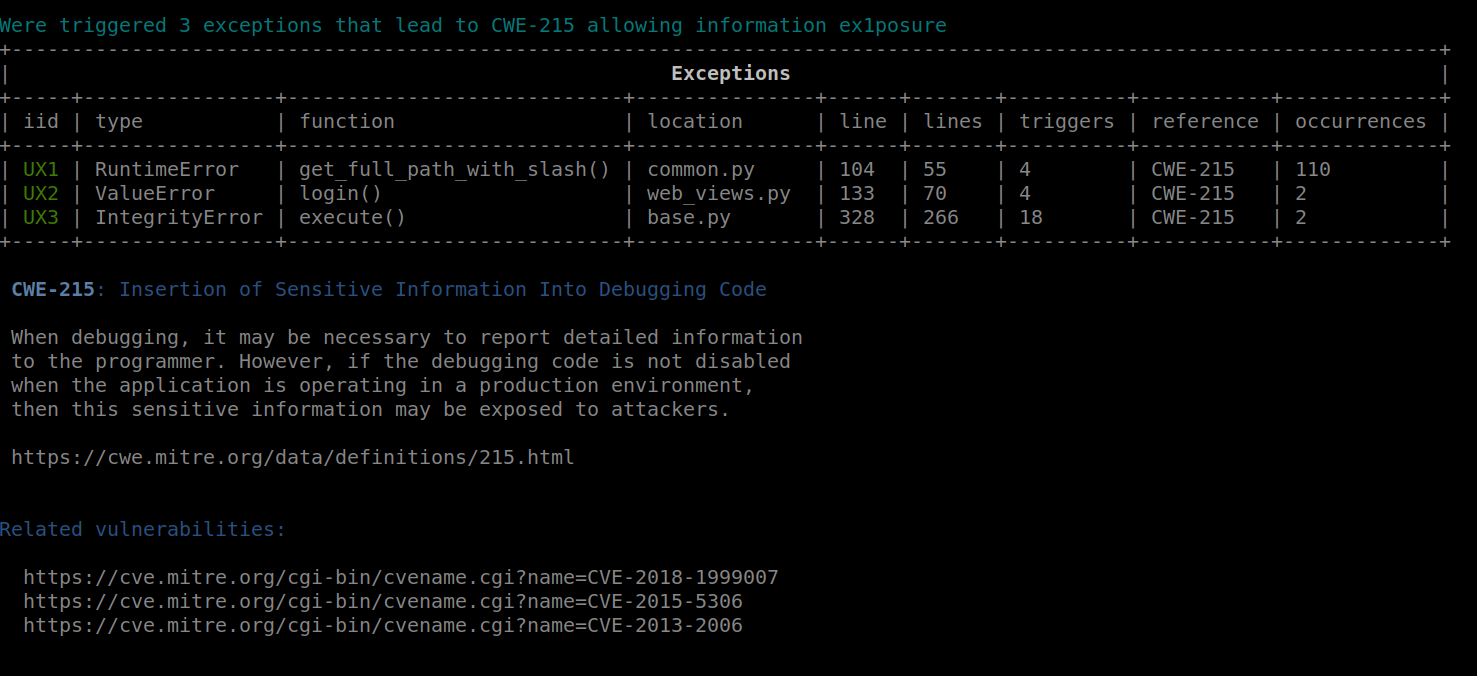 Were triggered 3 exceptions that lead to CWE-215 allowing information ex1posure
+-----------------------------------------------------------------------------------------------------------------------+
| Exceptions |
+-----+----------------+----------------------------+---------------+------+-------+----------+-----------+-------------+
| iid | type | function | location | line | lines | triggers | reference | occurrences |
+-----+----------------+----------------------------+---------------+------+-------+----------+-----------+-------------+
| UX1 | RuntimeError | get_full_path_with_slash() | common.py | 104 | 55 | 4 | CWE-215 | 110 |
| UX2 | ValueError | login() | web_views.py | 133 | 70 | 4 | CWE-215 | 2 |
| UX3 | IntegrityError | execute() | base.py | 328 | 266 | 18 | CWE-215 | 2 |
+-----+----------------+----------------------------+---------------+------+-------+----------+-----------+-------------+
CWE-215: Insertion of Sensitive Information Into Debugging Code
When debugging, it may be necessary to report detailed information
to the programmer. However, if the debugging code is not disabled
when the application is operating in a production environment,
then this sensitive information may be exposed to attackers.
https://cwe.mitre.org/data/definitions/215.html
Related vulnerabilities:
https://cve.mitre.org/cgi-bin/cvename.cgi?name=CVE-2018-1999007
https://cve.mitre.org/cgi-bin/cvename.cgi?name=CVE-2015-5306
https://cve.mitre.org/cgi-bin/cvename.cgi?name=CVE-2013-2006